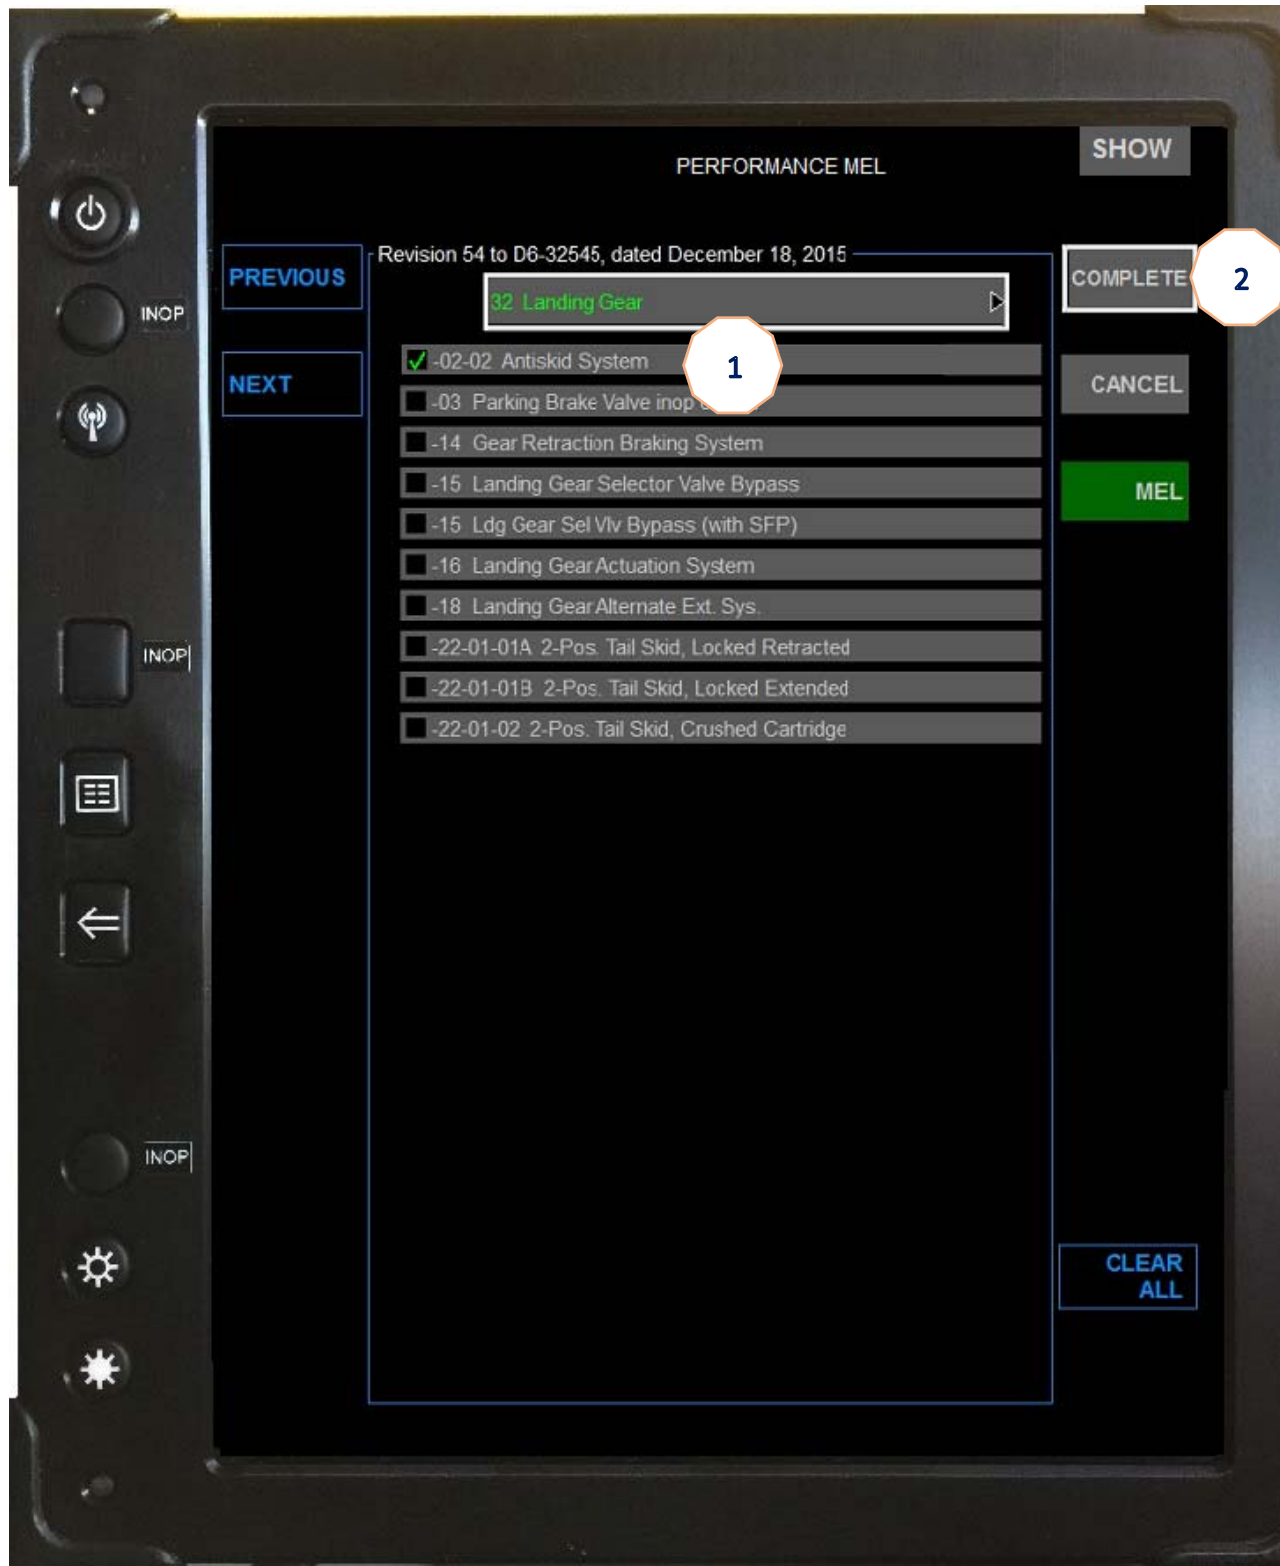 PERFORMANCE MEL
SHOW
PREVIOUS
NEXT
Revision 54 to D6-32545, dated December 18, 2015
32 Landing Gear
-02-02 Antiskid System
-03 Parking Brake Valve inop
-14 Gear Retraction Braking System
-15 Landing Gear Selector Valve Bypass
-15 Ldg Gear Sel Vlv Bypass (with SFP)
-16 Landing Gear Actuation System
-18 Landing Gear Alternate Ext. Sys.
-22-01-01A 2-Pos. Tail Skid, Locked Retracted
-22-01-01B 2-Pos. Tail Skid, Locked Extended
-22-01-02 2-Pos. Tail Skid, Crushed Cartridge
1
COMPLETE
2
CANCEL
MEL
CLEAR
ALL
INOP
INOP
INOP